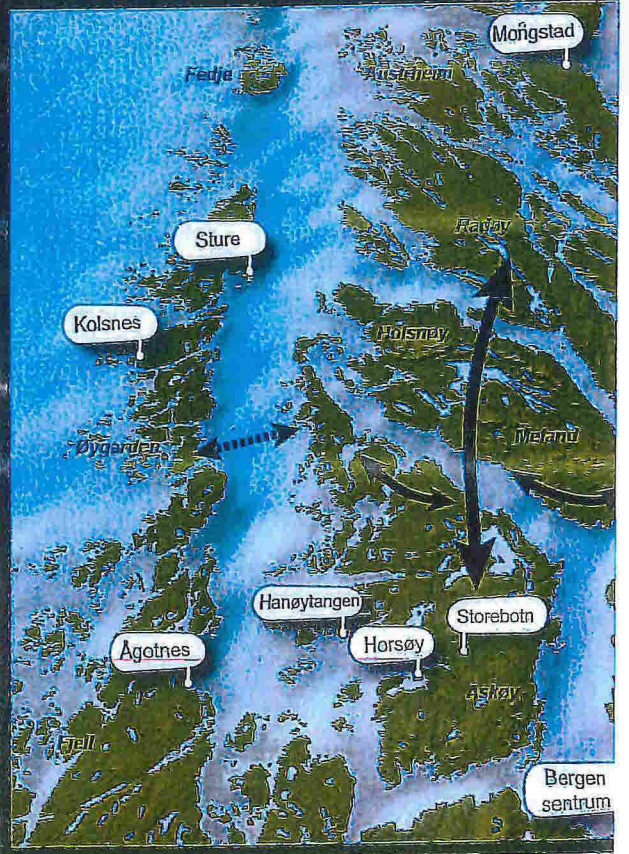 Mongstad
Fedje
Austrheim
Radøy
Sture
Kolsnes
Holsnøy
Øygarden
Meland
Hanøytangen
Storebotn
Horsøy
Ågotnes
Askøy
Fjell
Bergen
sentrum